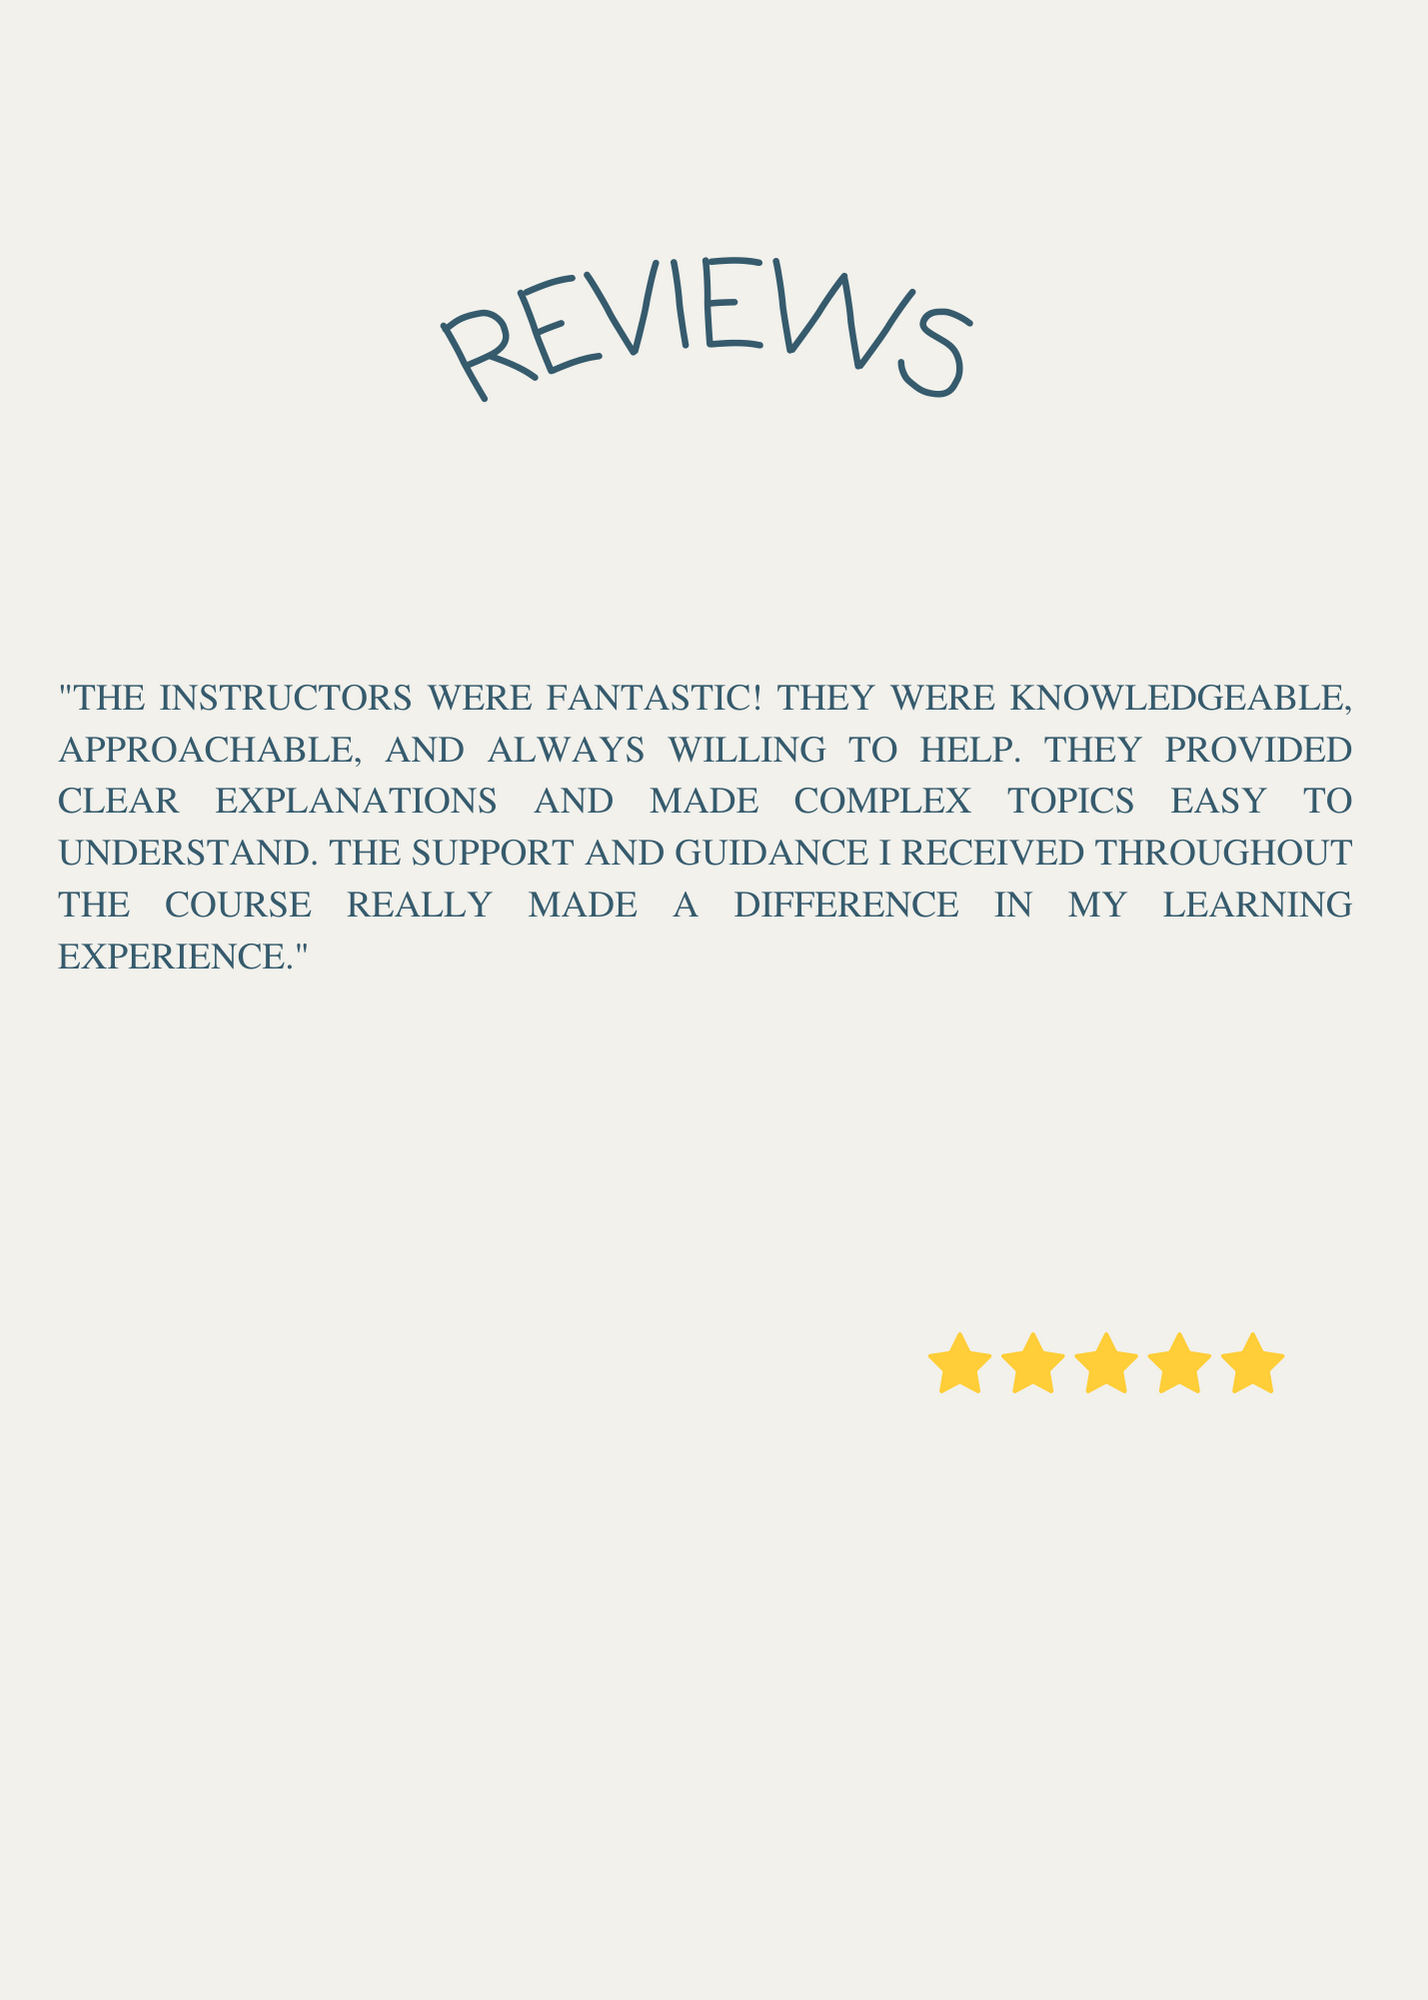 REVIEWS
"THE INSTRUCTORS WERE FANTASTIC! THEY WERE KNOWLEDGEABLE,
APPROACHABLE, AND ALWAYS WILLING TO HELP. THEY PROVIDED
CLEAR EXPLANATIONS AND MADE COMPLEX TOPICS EASY TO
UNDERSTAND. THE SUPPORT AND GUIDANCE I RECEIVED THROUGHOUT
THE COURSE REALLY MADE A DIFFERENCE IN MY LEARNING
EXPERIENCE."